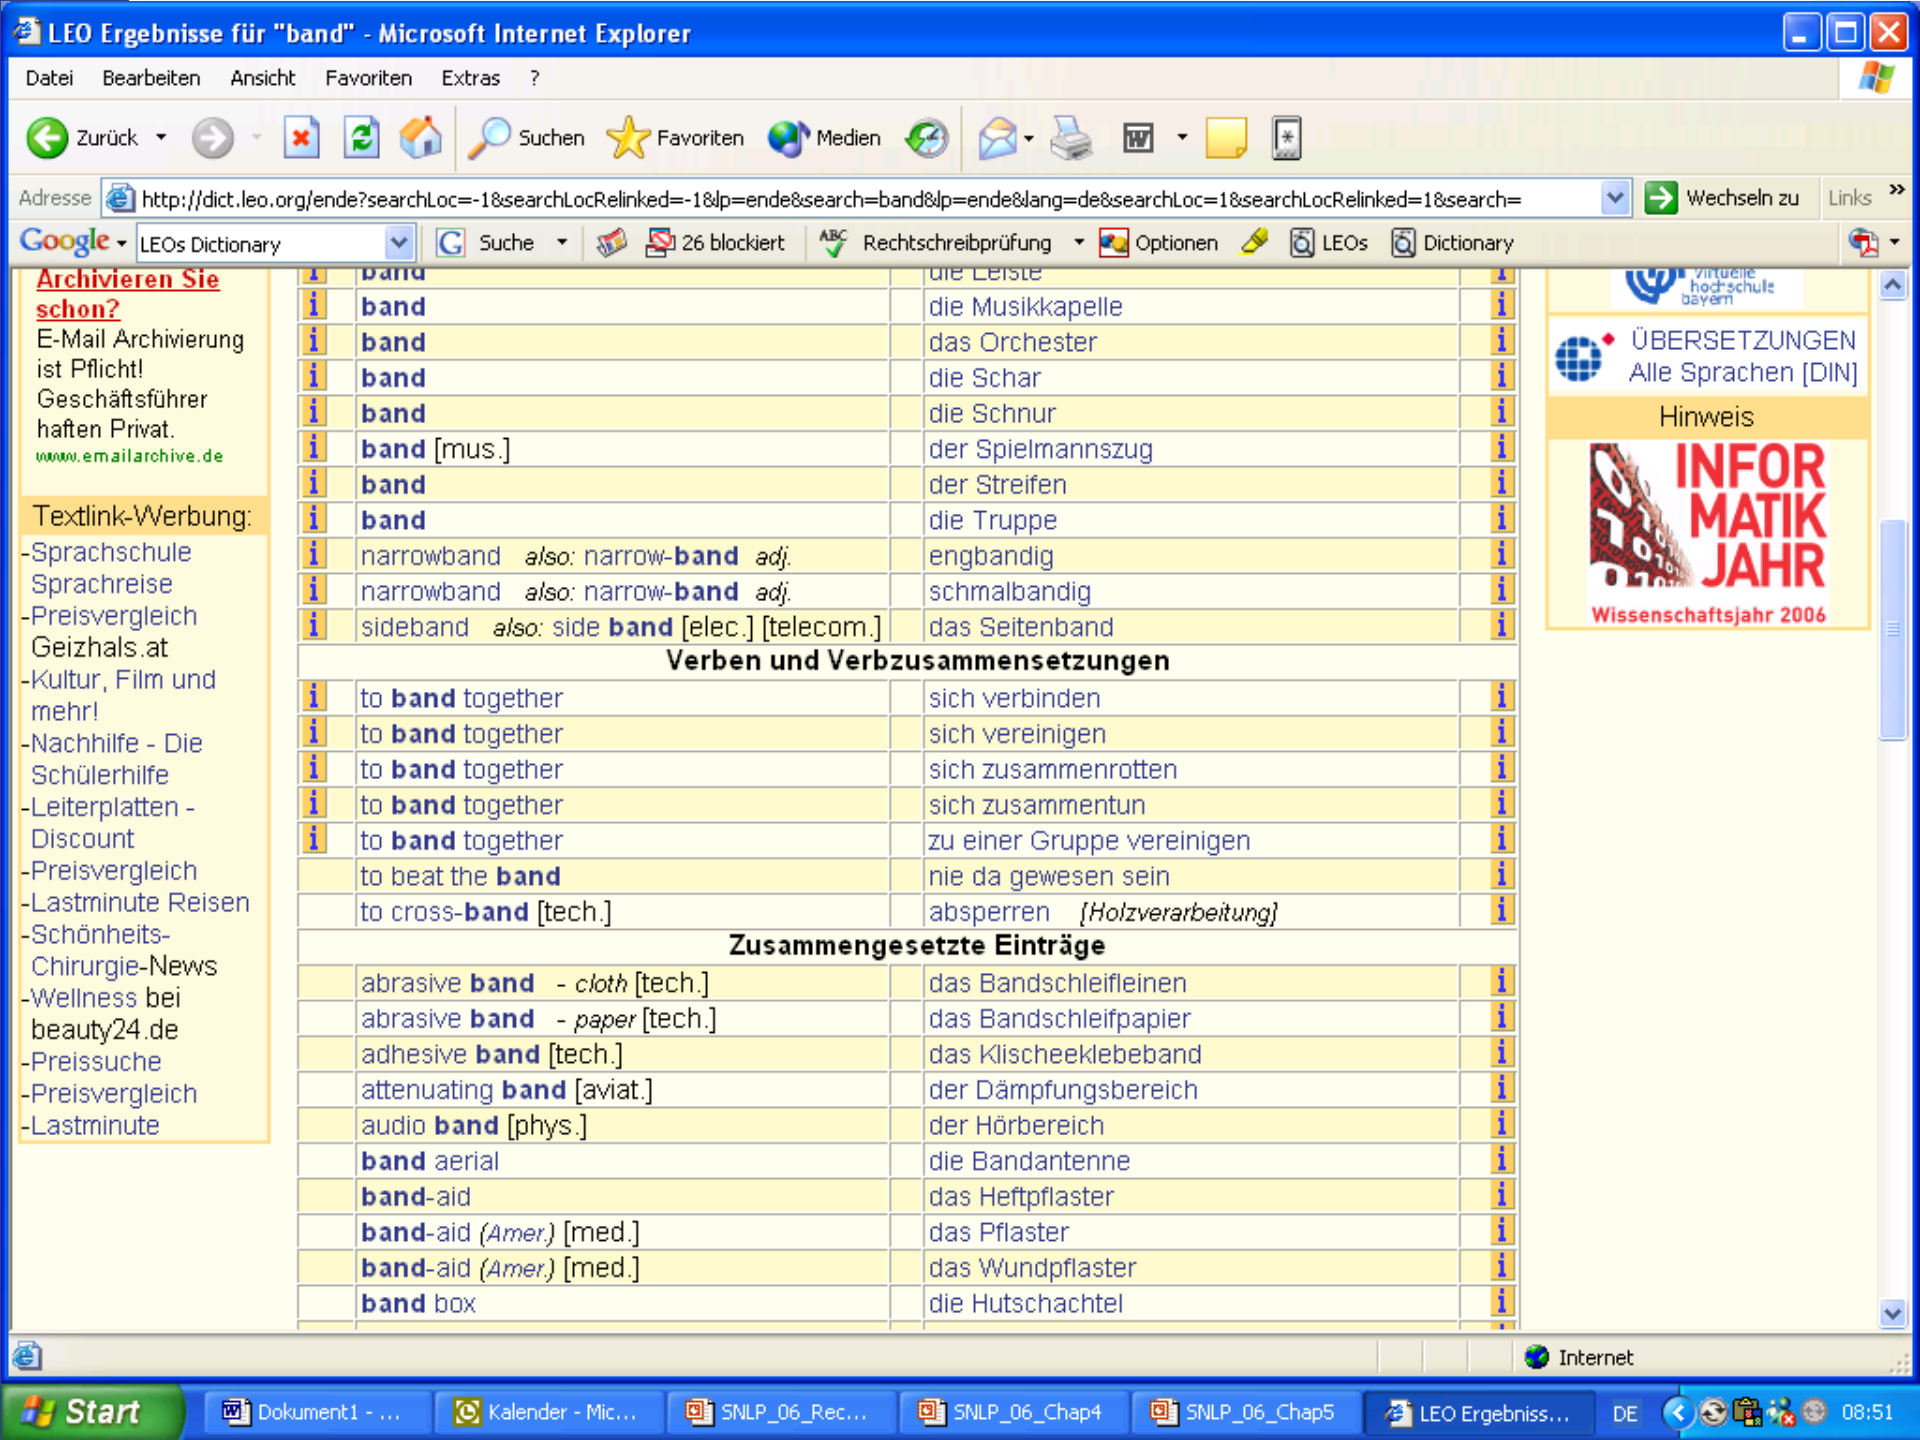 LEO Ergebnisse für "band" - Microsoft Internet Explorer
Datei Bearbeiten Ansicht Favoriten Extras ?
Zurück Suchen Favoriten Medien
Adresse http://dict.leo.org/ende?searchLoc=-1&searchLocRelinked=-1&lp=ende&search=band&lp=ende&lang=de&searchLoc=1&searchLocRelinked=1&search= Wechseln zu Links »
Google LEOs Dictionary G Suche 26 blockiert ABC Rechtschreibprüfung Optionen LEOs Dictionary
Archivieren Sie
schon?
E-Mail Archivierung
ist Pflicht!
Geschäftsführer
haften Privat.
www.emailarchive.de
Textlink-Werbung:
-Sprachschule
Sprachreise
-Preisvergleich
Geizhals.at
-Kultur, Film und
mehr!
-Nachhilfe - Die
Schülerhilfe
-Leiterplatten -
Discount
-Preisvergleich
-Lastminute Reisen
-Schönheits-
Chirurgie-News
-Wellness bei
beauty24.de
-Preissuche
-Preisvergleich
-Lastminute
i band die Leiste i
i band die Musikkapelle i
i band das Orchester i
i band die Schar i
i band die Schnur i
i band [mus.] der Spielmannszug i
i band der Streifen i
i band die Truppe i
i narrowband also: narrow-band adj. engbandig i
i narrowband also: narrow-band adj. schmalbandig i
i sideband also: side band [elec.] [telecom.] das Seitenband i
Verben und Verbzusammensetzungen
i to band together sich verbinden i
i to band together sich vereinigen i
i to band together sich zusammenrotten i
i to band together sich zusammentun i
i to band together zu einer Gruppe vereinigen i
to beat the band nie da gewesen sein i
to cross-band [tech.] absperren [Holzverarbeitung] i
Zusammengesetzte Einträge
abrasive band - cloth [tech.] das Bandschleifleinen i
abrasive band - paper [tech.] das Bandschleifpapier i
adhesive band [tech.] das Klischeeklebeband i
attenuating band [aviat.] der Dämpfungsbereich i
audio band [phys.] der Hörbereich i
band aerial die Bandantenne i
band-aid das Heftpflaster i
band-aid (Amer.) [med.] das Pflaster i
band-aid (Amer.) [med.] das Wundpflaster i
band box die Hutschachtel i
virtuelle
hochschule
bayern
ÜBERSETZUNGEN
Alle Sprachen [DIN]
Hinweis
INFOR
MATIK
JAHR
Wissenschaftsjahr 2006
Internet
Start Dokument1 - ... Kalender - Mic... SNLP_06_Rec... SNLP_06_Chap4 SNLP_06_Chap5 LEO Ergebniss... DE 08:51